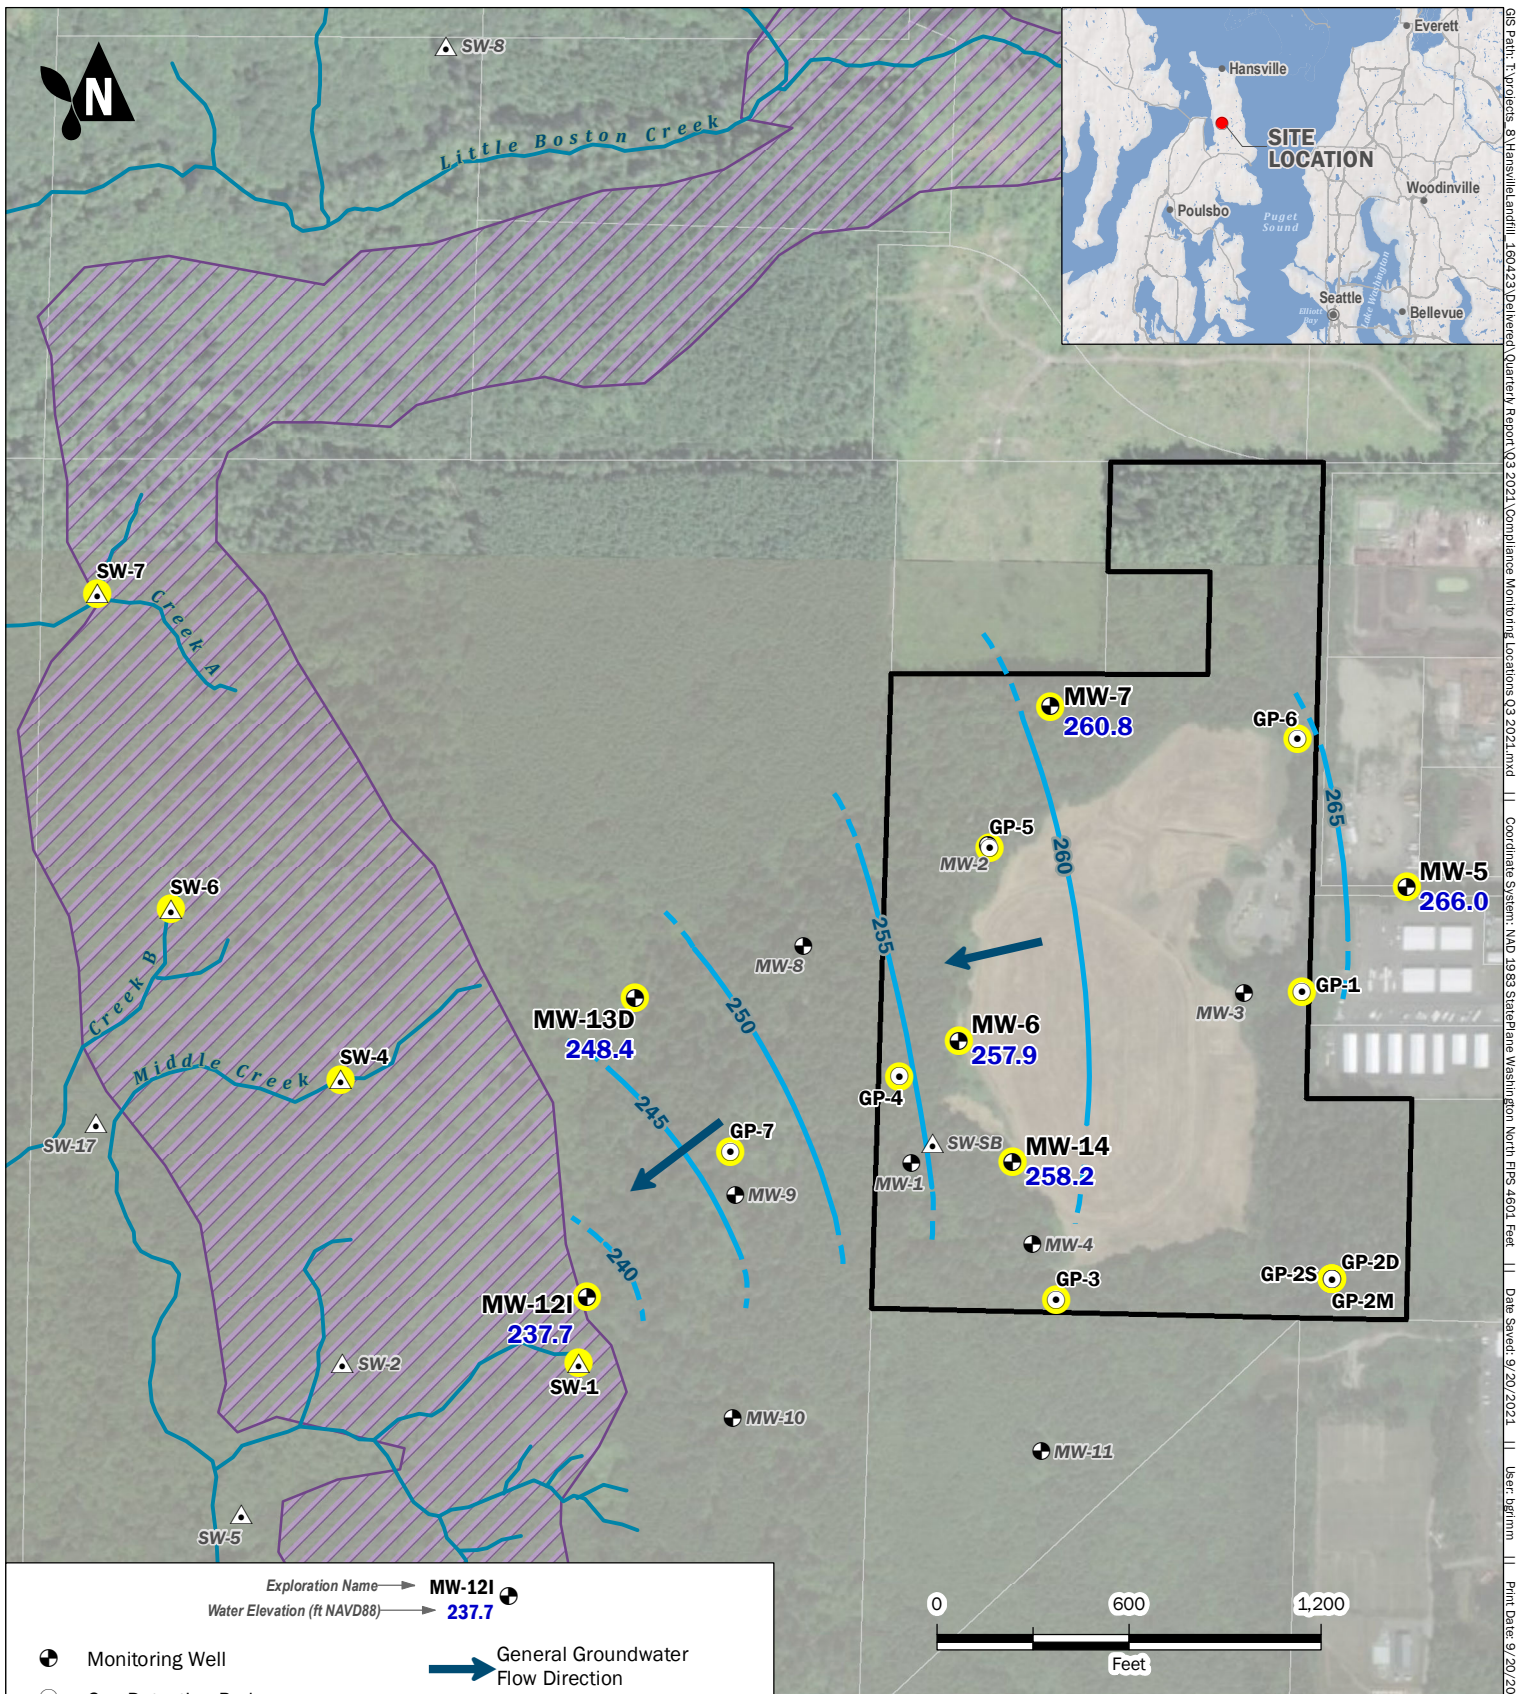 N
SW-8
Little Boston Creek
Everett
Hansville
SITE
LOCATION
Woodinville
Poulsbo
Puget
Sound
Seattle
Elliott
Bay
Lake Washington
Bellevue
SW-7
Creek A
MW-7
260.8
GP-6
265
GP-5
MW-2
260
MW-5
266.0
SW-6
Creek B
255
MW-8
MW-3
GP-1
250
MW-13D
248.4
MW-6
257.9
SW-4
Middle Creek
GP-4
245
SW-17
GP-7
SW-SB
MW-14
258.2
MW-1
MW-9
MW-4
240
GP-2S
GP-2D
GP-2M
GP-3
MW-12I
237.7
SW-2
SW-1
MW-10
MW-11
SW-5
Exploration Name
MW-12I
Water Elevation (ft NAVD88)
237.7
Monitoring Well
General Groundwater
Flow Direction
0 600 1,200
Feet
GIS Path: T:\projects_8\HansvilleLandfill_160423\Delivered\Quarterly Report\Q3 2021\Compliance Monitoring Locations Q3 2021.mxd || Coordinate System: NAD 1983 StatePlane Washington North FIPS 4601 Feet || Date Saved: 9/20/2021 || User: bgrimm || Print Date: 9/20/20